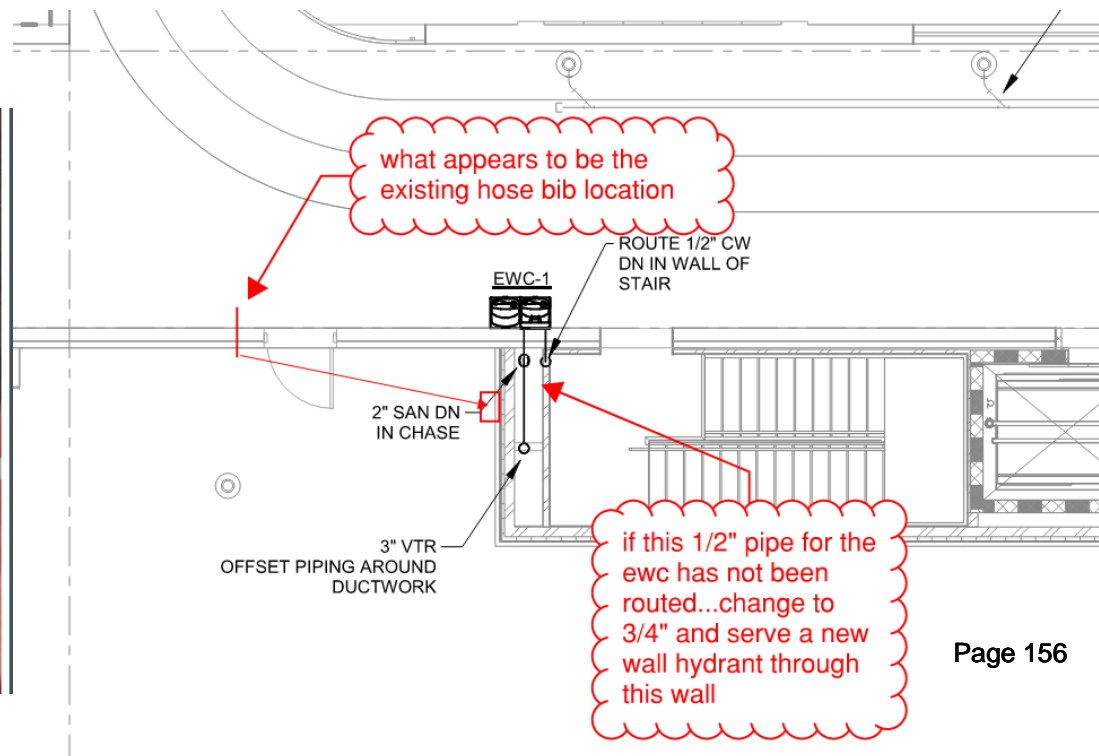 what appears to be the
existing hose bib location
ROUTE 1/2" CW
DN IN WALL OF
STAIR
EWC-1
2" SAN DN
IN CHASE
3" VTR
OFFSET PIPING AROUND
DUCTWORK
if this 1/2" pipe for the
ewc has not been
routed...change to
3/4" and serve a new
wall hydrant through
this wall
Page 156